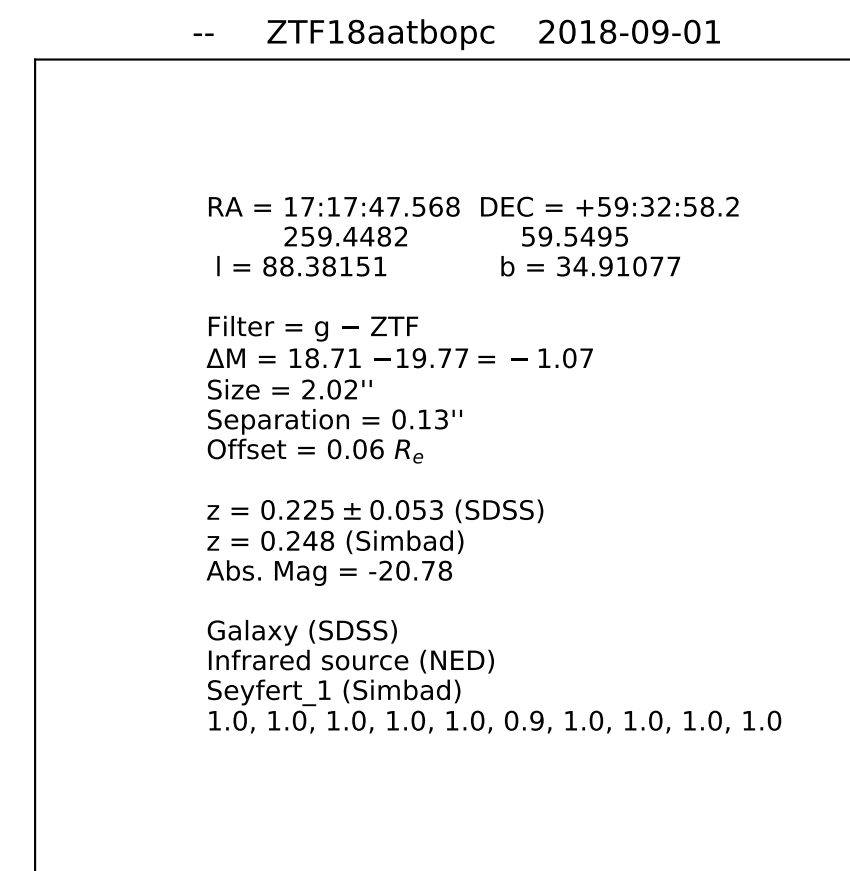 -- ZTF18aatbopc 2018-09-01
RA = 17:17:47.568 DEC = +59:32:58.2
259.4482 59.5495
l = 88.38151 b = 34.91077
Filter = g − ZTF
ΔM = 18.71 −19.77 = − 1.07
Size = 2.02''
Separation = 0.13''
Offset = 0.06 Re
z = 0.225 ± 0.053 (SDSS)
z = 0.248 (Simbad)
Abs. Mag = -20.78
Galaxy (SDSS)
Infrared source (NED)
Seyfert_1 (Simbad)
1.0, 1.0, 1.0, 1.0, 1.0, 0.9, 1.0, 1.0, 1.0, 1.0